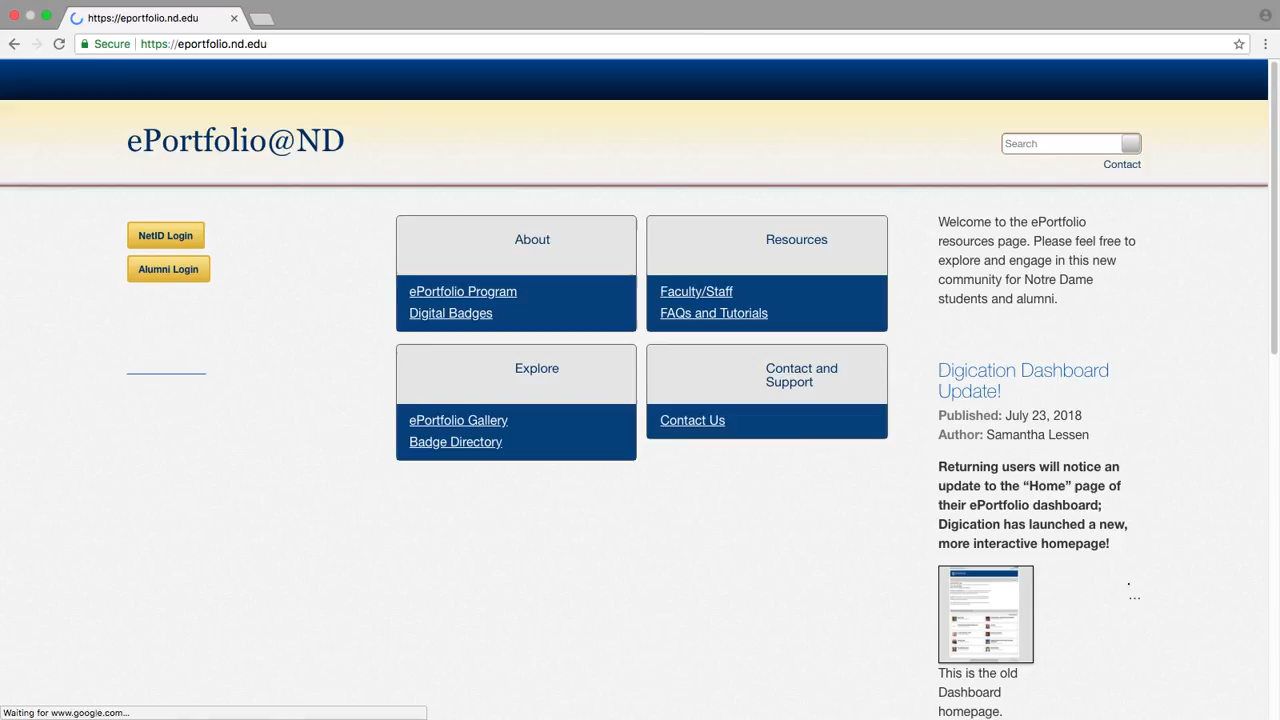 https://eportfolio.nd.edu
Secure
https://eportfolio.nd.edu
ePortfolio@ND
Search
Contact
NetID Login
Alumni Login
About
ePortfolio Program
Digital Badges
Resources
Faculty/Staff
FAQs and Tutorials
Explore
ePortfolio Gallery
Badge Directory
Contact and
Support
Contact Us
Welcome to the ePortfolio
resources page. Please feel free to
explore and engage in this new
community for Notre Dame
students and alumni.
Digication Dashboard
Update!
Published: July 23, 2018
Author: Samantha Lessen
Returning users will notice an
update to the “Home” page of
their ePortfolio dashboard;
Digication has launched a new,
more interactive homepage!
This is the old
Dashboard
homepage.
Waiting for www.google.com...